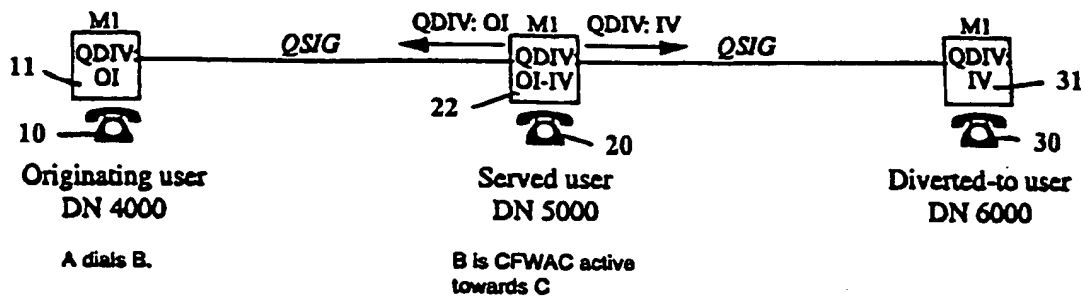 M1
QDIV: OI
M1
QDIV: IV
M1
QSIG
QSIG
QDIV
OI
QDIV
OI-IV
QDIV
IV
11
22
31
10
20
30
Originating user
DN 4000
Served user
DN 5000
Diverted-to user
DN 6000
A dials B.
B is CFWAC active
towards C